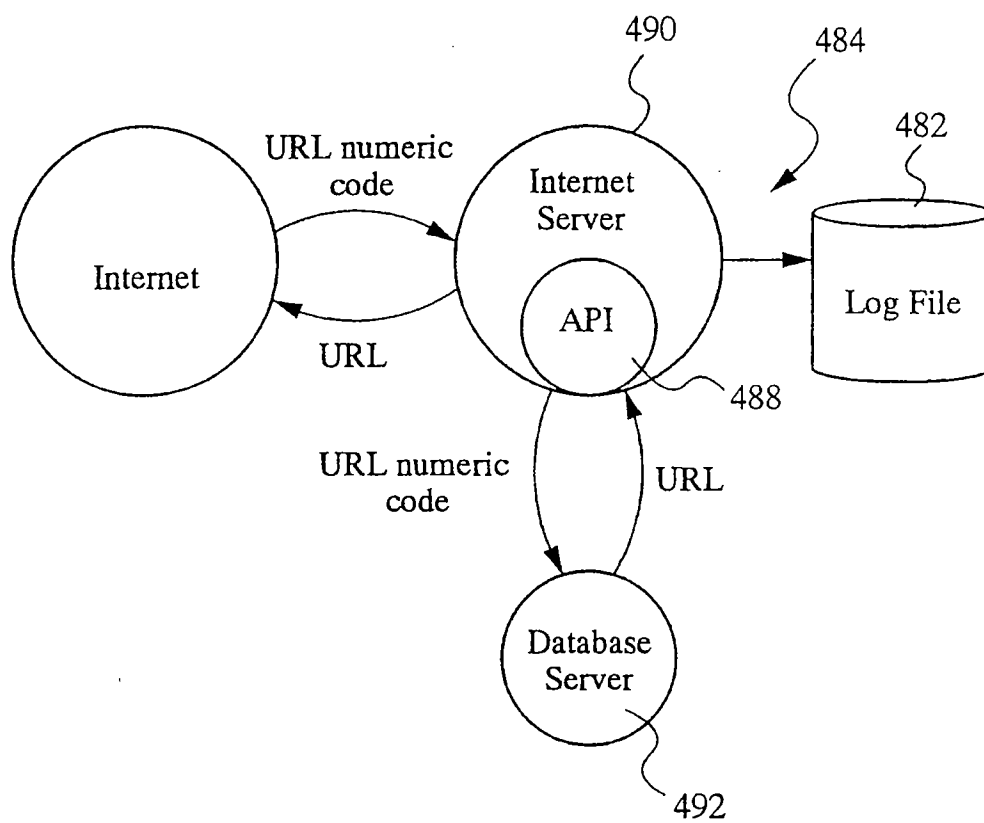 490
484
482
URL numeric
code
Internet
Server
Internet
API
Log File
URL
488
URL numeric
code
URL
Database
Server
492